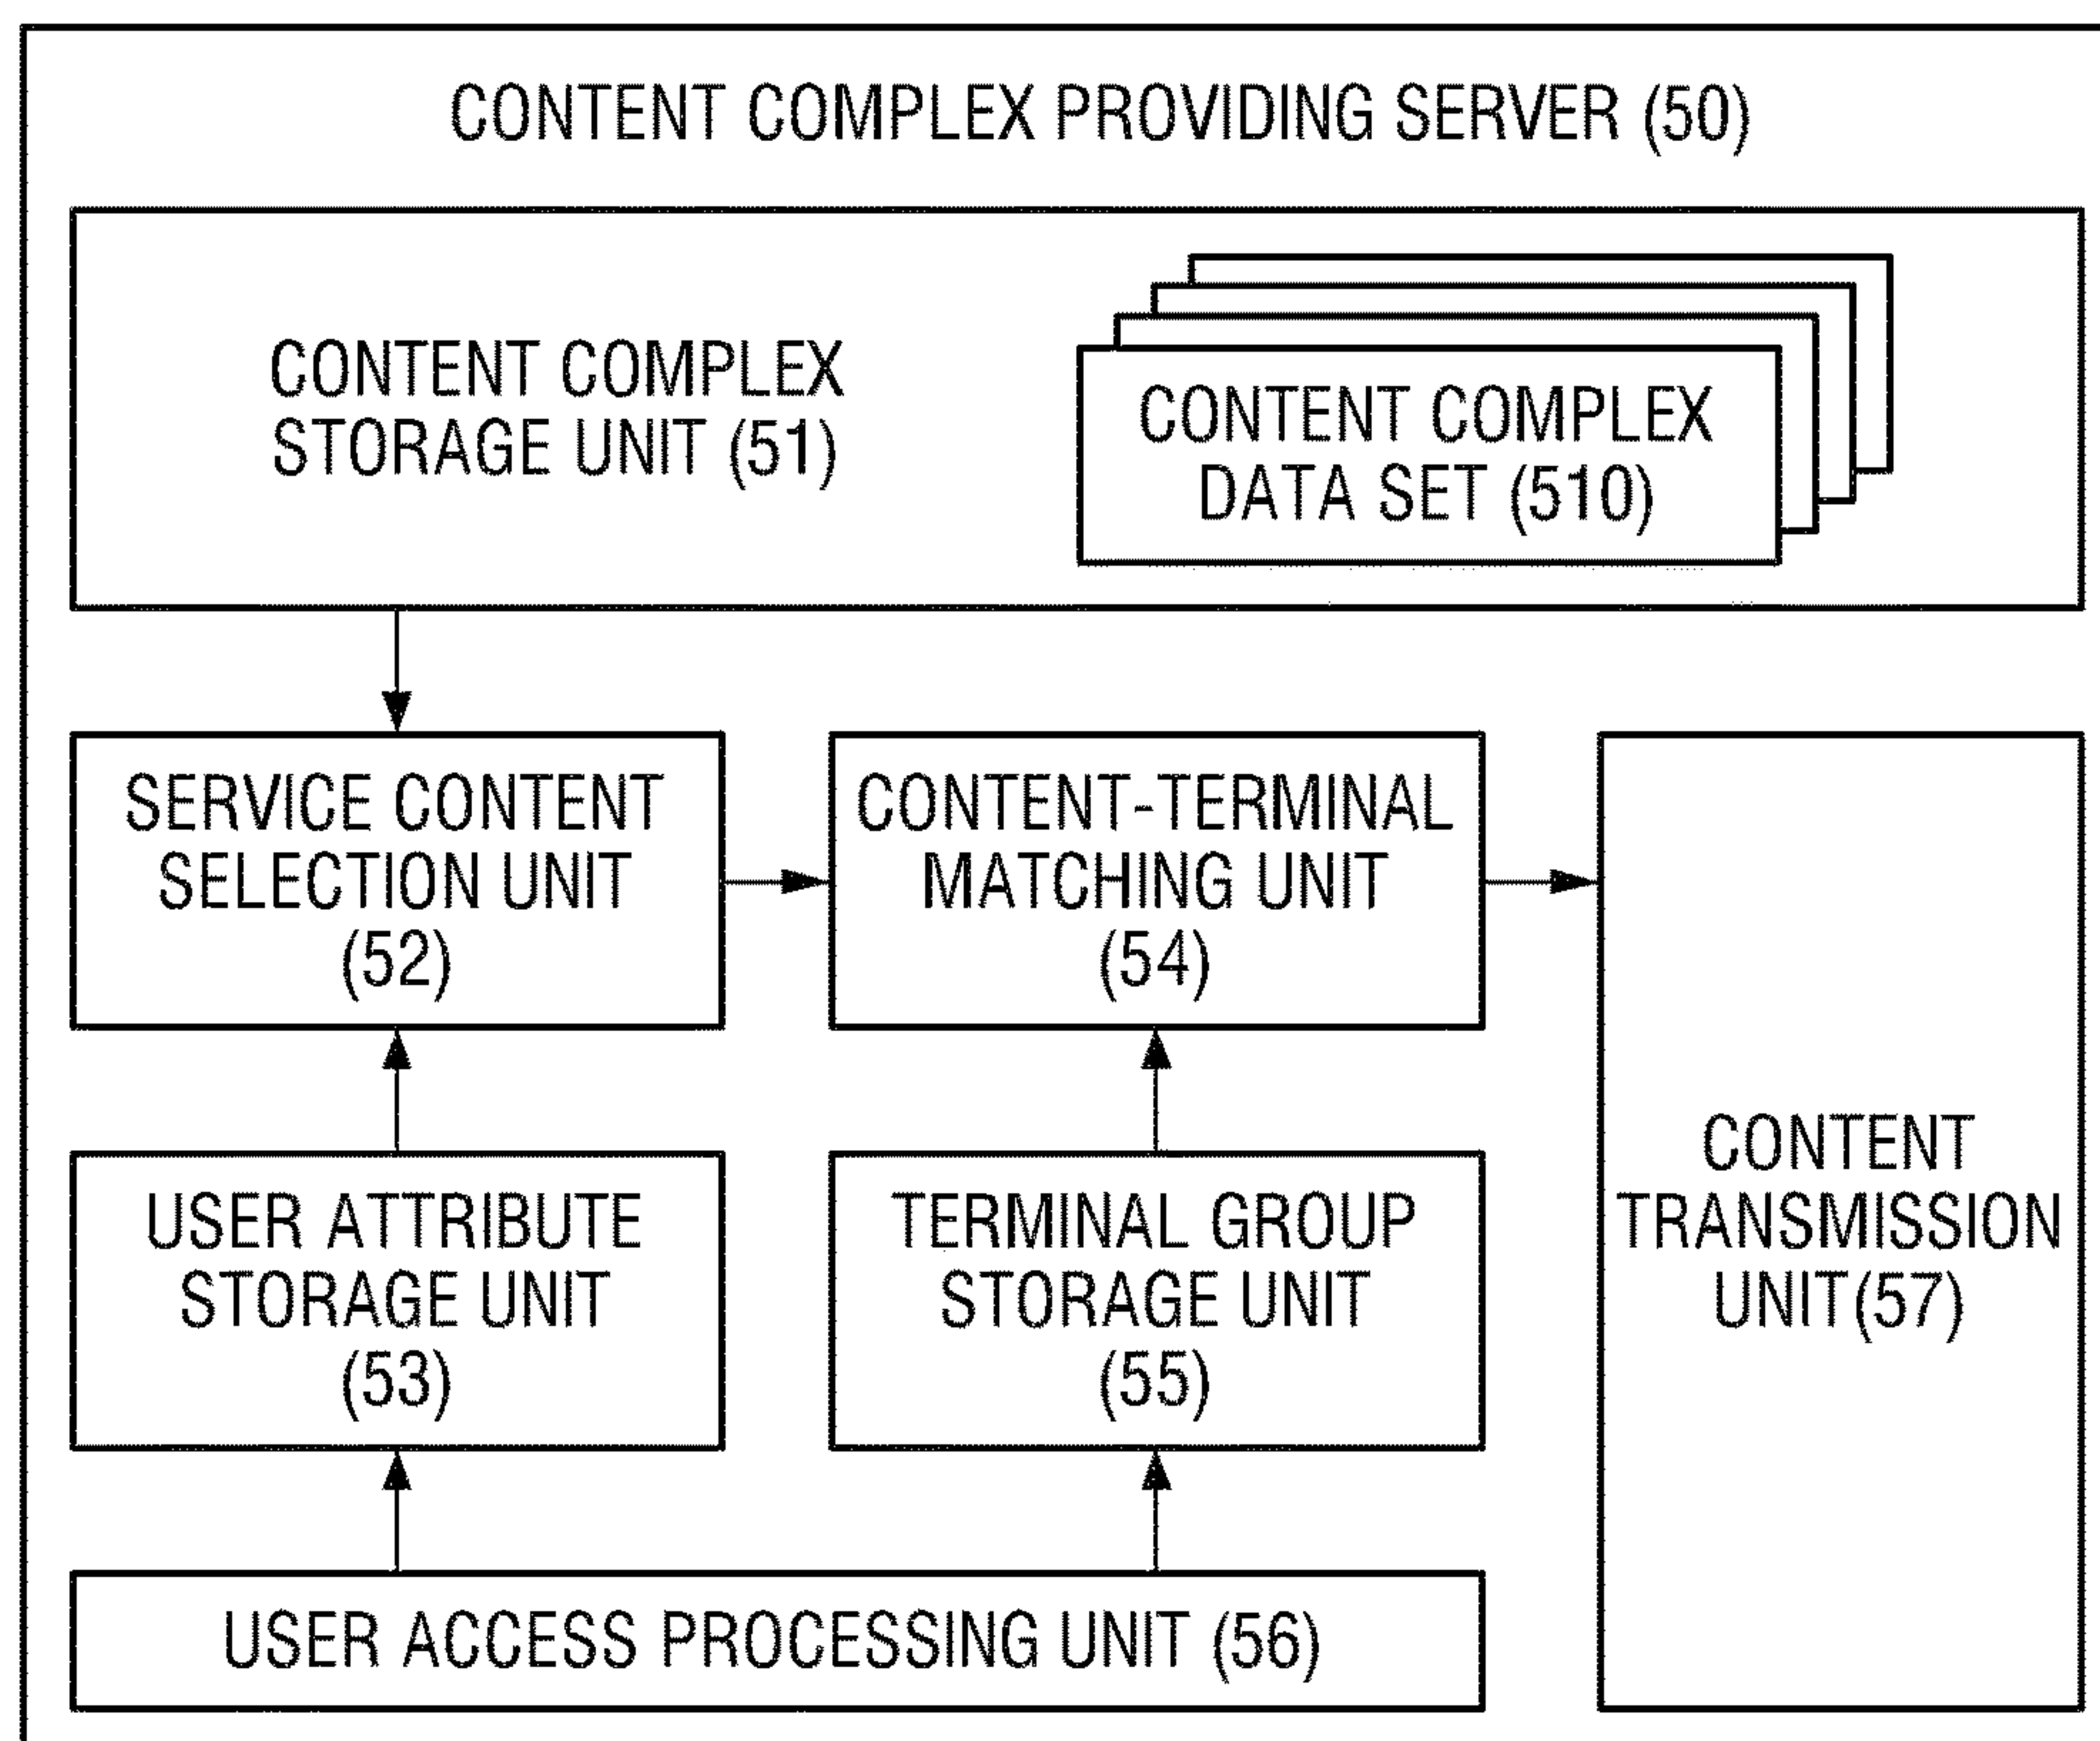 CONTENT COMPLEX PROVIDING SERVER (50)
CONTENT COMPLEX
STORAGE UNIT (51)
CONTENT COMPLEX
DATA SET (510)
SERVICE CONTENT
SELECTION UNIT
(52)
CONTENT-TERMINAL
MATCHING UNIT
(54)
USER ATTRIBUTE
STORAGE UNIT
(53)
TERMINAL GROUP
STORAGE UNIT
(55)
CONTENT
TRANSMISSION
UNIT(57)
USER ACCESS PROCESSING UNIT (56)